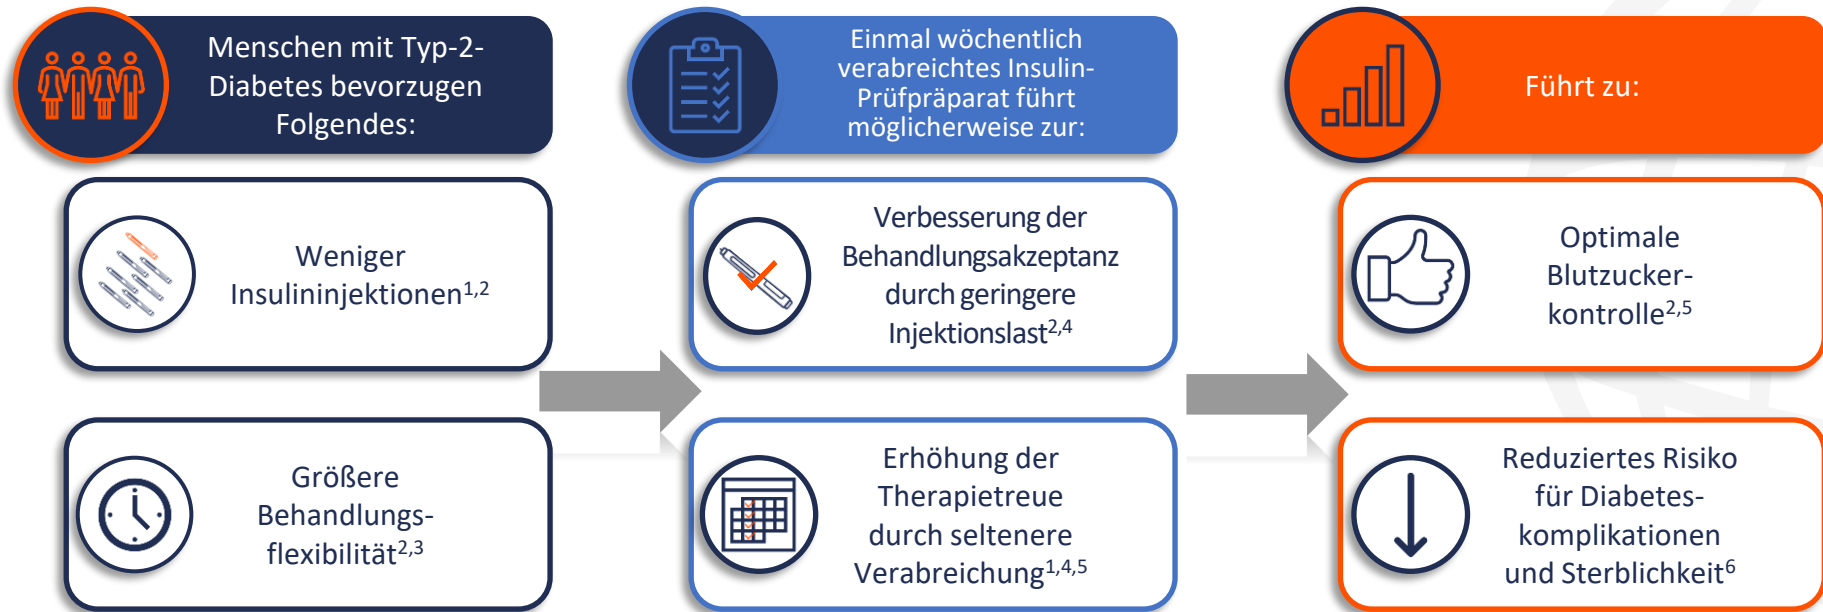 Menschen mit Typ-2-
Diabetes bevorzugen
Folgendes:
Weniger
Insulininjektionen1,2
Größere
Behandlungs-
flexibilität2,3
Einmal wöchentlich
verabreichtes Insulin-
Prüfpräparat führt
möglicherweise zur:
Verbesserung der
Behandlungsakzeptanz
durch geringere
Injektionslast2,4
Erhöhung der
Therapietreue
durch seltenere
Verabreichung1,4,5
Führt zu:
Optimale
Blutzucker-
kontrolle2,5
Reduziertes Risiko
für Diabetes-
komplikationen
und Sterblichkeit6